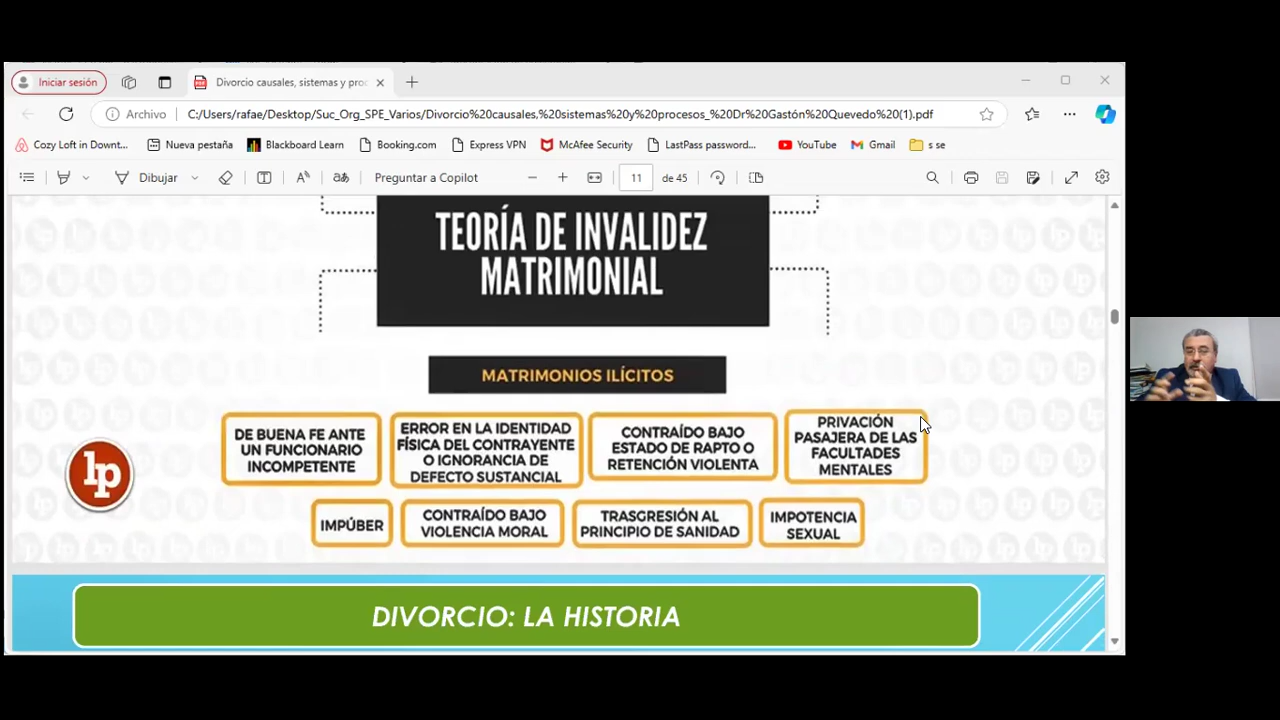 Iniciar sesión
Divorcio causales, sistemas y proc
Archivo
C:/Users/rafae/Desktop/Suc_Org_SPE_Varios/Divorcio%20causales,%20sistemas%20y%20procesos_%20Dr%20Gastón%20Quevedo%20(1).pdf
Cozy Loft in Downt...
Nueva pestaña
Blackboard Learn
Booking.com
Express VPN
McAfee Security
LastPass password...
YouTube
Gmail
s se
Dibujar
Preguntar a Copilot
11
de 45
TEORÍA DE INVALIDEZ
MATRIMONIAL
MATRIMONIOS ILÍCITOS
DE BUENA FE ANTE
UN FUNCIONARIO
INCOMPETENTE
ERROR EN LA IDENTIDAD
FÍSICA DEL CONTRAYENTE
O IGNORANCIA DE
DEFECTO SUSTANCIAL
CONTRAÍDO BAJO
ESTADO DE RAPTO O
RETENCIÓN VIOLENTA
PRIVACIÓN
PASAJERA DE LAS
FACULTADES
MENTALES
lp
IMPÚBER
CONTRAÍDO BAJO
VIOLENCIA MORAL
TRASGRESIÓN AL
PRINCIPIO DE SANIDAD
IMPOTENCIA
SEXUAL
DIVORCIO: LA HISTORIA